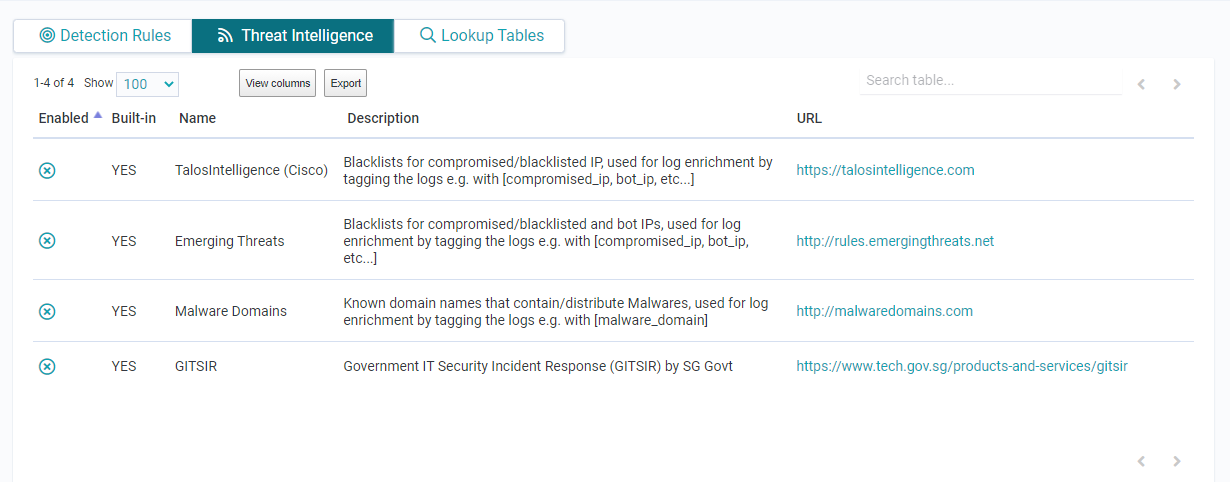 Detection Rules Threat Intelligence Lookup Tables
1-4 of 4 Show 100 View columns Export Search table...
Enabled Built-in Name Description URL
YES TalosIntelligence (Cisco) Blacklists for compromised/blacklisted IP, used for log enrichment by https://talosintelligence.com
tagging the logs e.g. with [compromised_ip, bot_ip, etc...]
Blacklists for compromised/blacklisted and bot IPs, used for log
YES Emerging Threats enrichment by tagging the logs e.g. with [compromised_ip, bot_ip, http://rules.emergingthreats.net
etc...]
YES Malware Domains Known domain names that contain/distribute Malwares, used for log http://malwaredomains.com
enrichment by tagging the logs e.g. with [malware_domain]
YES GITSIR Government IT Security Incident Response (GITSIR) by SG Govt https://www.tech.gov.sg/products-and-services/gitsir